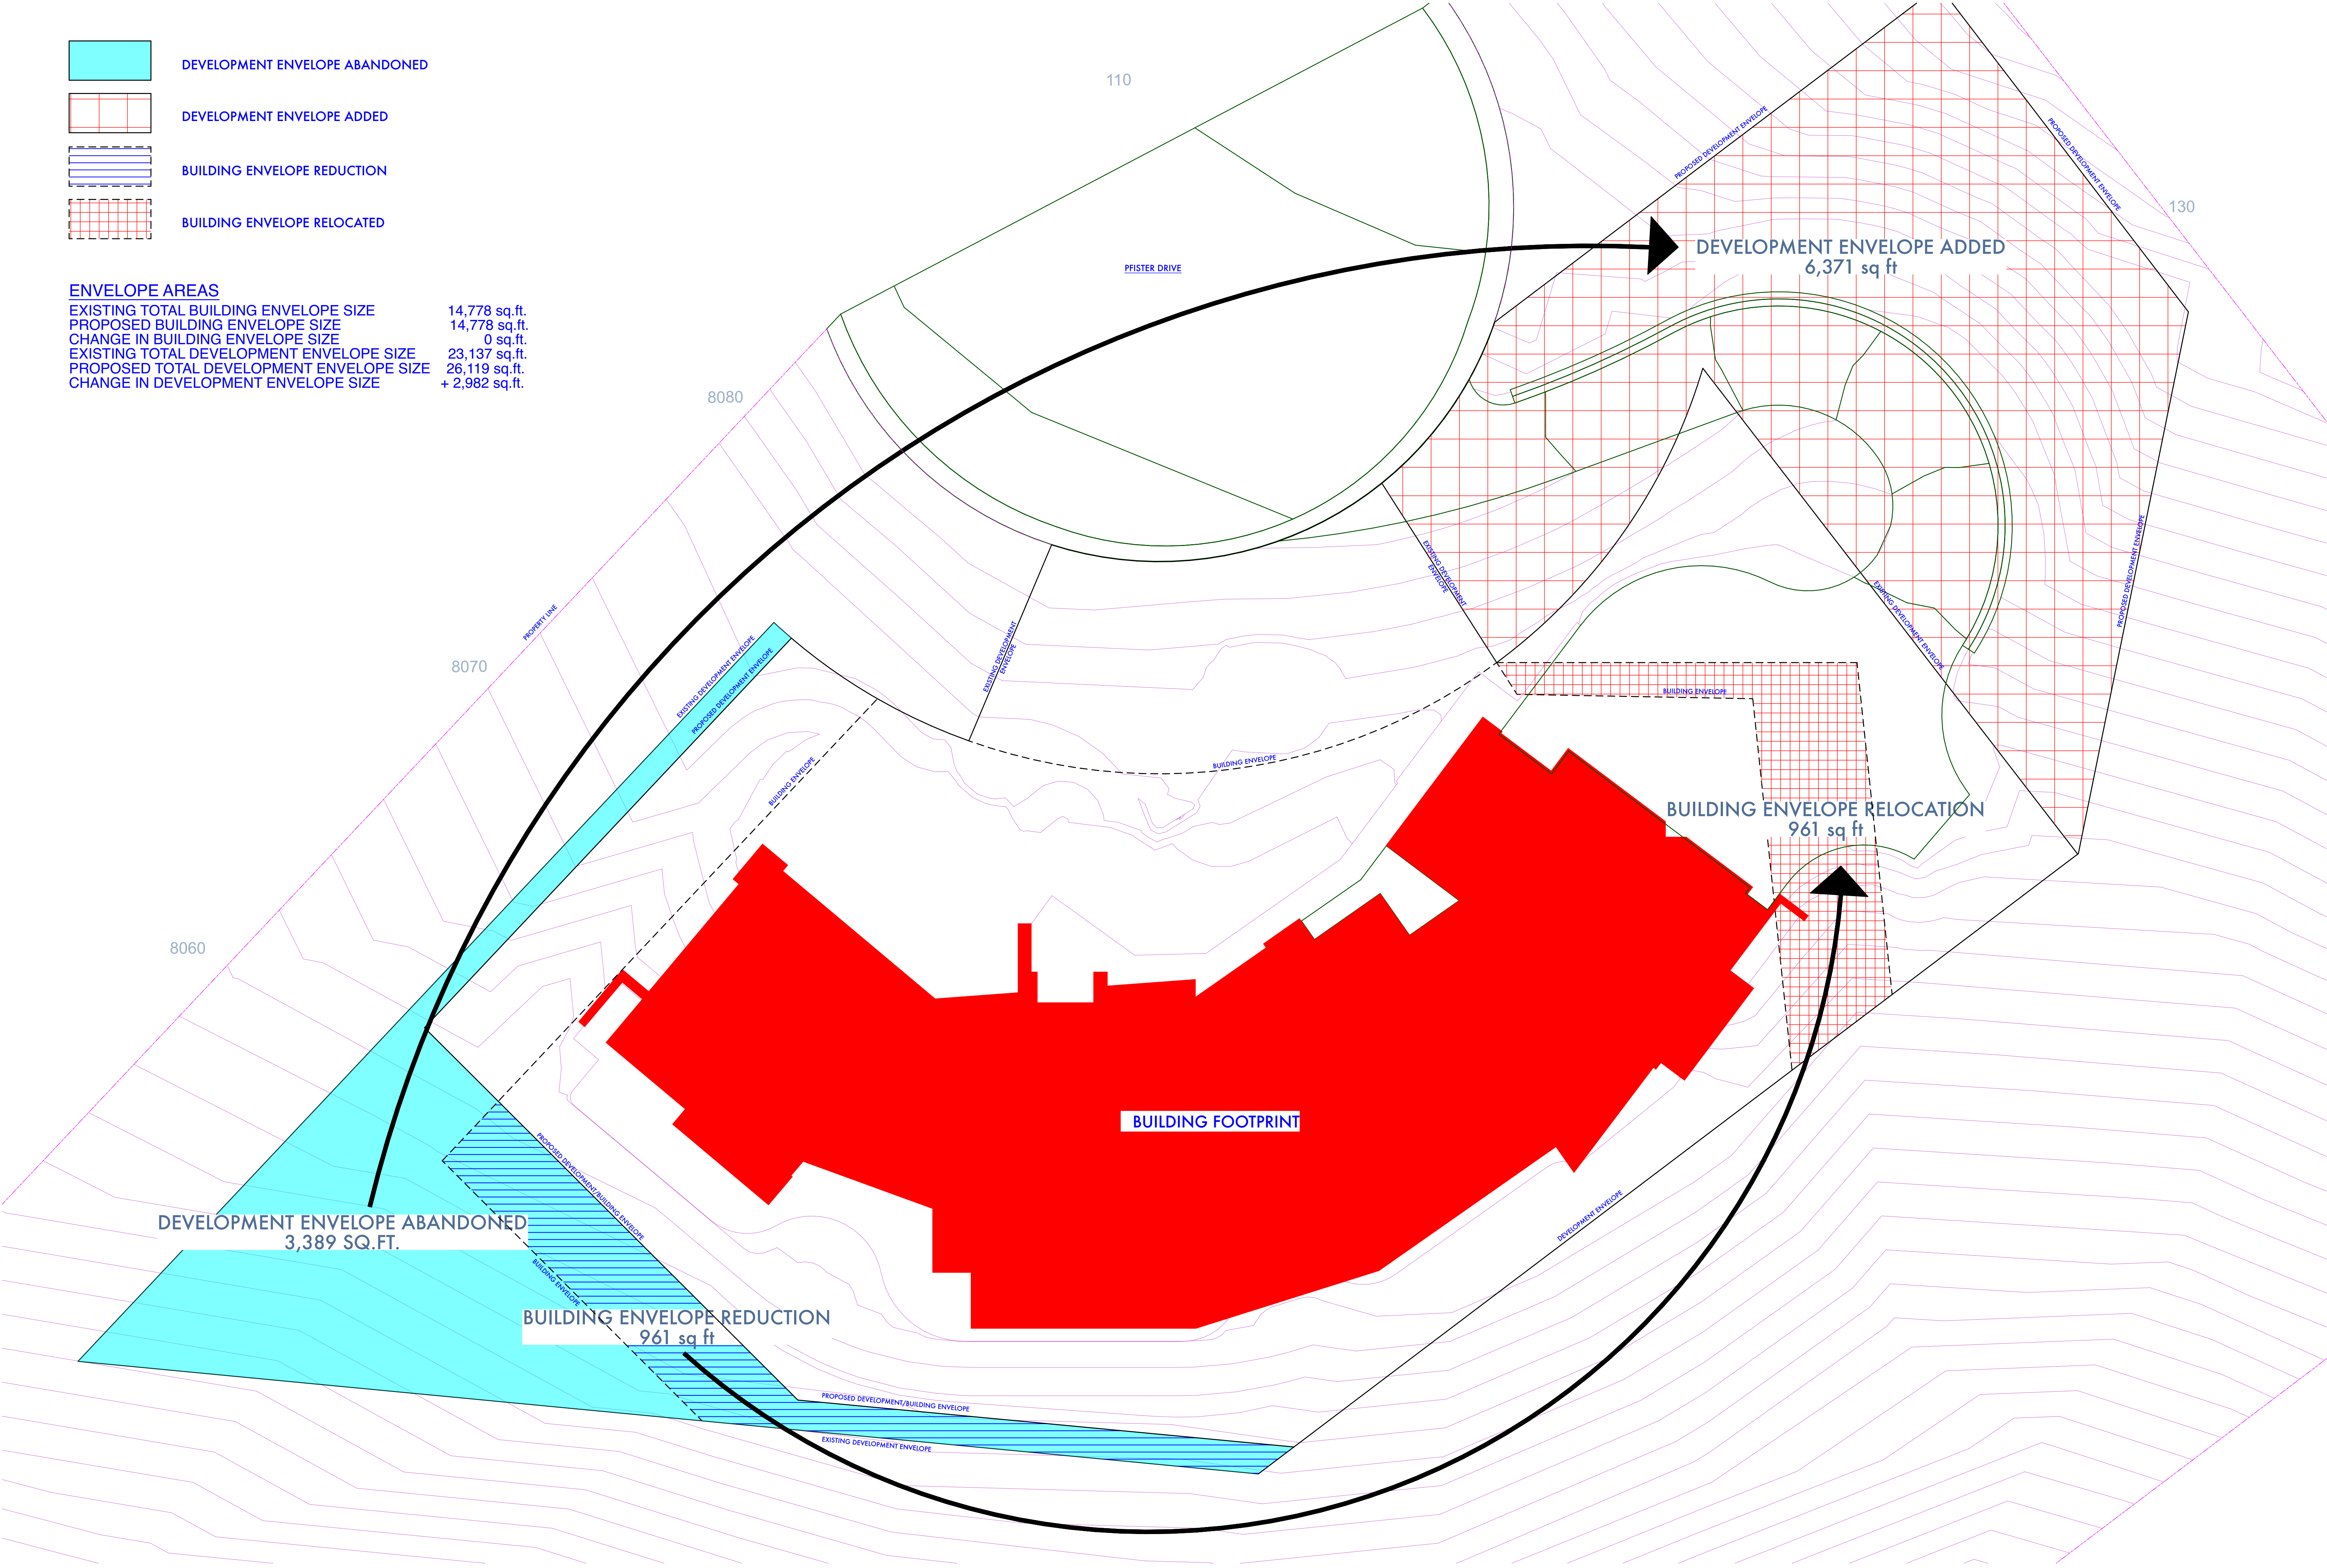 DEVELOPMENT ENVELOPE ABANDONED
DEVELOPMENT ENVELOPE ADDED
BUILDING ENVELOPE REDUCTION
BUILDING ENVELOPE RELOCATED
ENVELOPE AREAS
EXISTING TOTAL BUILDING ENVELOPE SIZE 14,778 sq.ft.
PROPOSED BUILDING ENVELOPE SIZE 14,778 sq.ft.
CHANGE IN BUILDING ENVELOPE SIZE 0 sq.ft.
EXISTING TOTAL DEVELOPMENT ENVELOPE SIZE 23,137 sq.ft.
PROPOSED TOTAL DEVELOPMENT ENVELOPE SIZE 26,119 sq.ft.
CHANGE IN DEVELOPMENT ENVELOPE SIZE + 2,982 sq.ft.
110
130
8080
8070
8060
PFISTER DRIVE
PROPERTY LINE
PROPOSED DEVELOPMENT ENVELOPE
PROPOSED DEVELOPMENT ENVELOPE
DEVELOPMENT ENVELOPE ADDED
6,371 sq ft
PROPOSED DEVELOPMENT ENVELOPE
EXISTING DEVELOPMENT
ENVELOPE
EXISTING DEVELOPMENT ENVELOPE
EXISTING DEVELOPMENT ENVELOPE
PROPOSED DEVELOPMENT ENVELOPE
EXISTING DEVELOPMENT
ENVELOPE
BUILDING ENVELOPE
BUILDING ENVELOPE
BUILDING ENVELOPE
BUILDING ENVELOPE RELOCATION
961 sq ft
BUILDING FOOTPRINT
PROPOSED DEVELOPMENT/BUILDING ENVELOPE
DEVELOPMENT ENVELOPE
DEVELOPMENT ENVELOPE ABANDONED
3,389 SQ.FT.
BUILDING ENVELOPE
BUILDING ENVELOPE REDUCTION
961 sq ft
PROPOSED DEVELOPMENT/BUILDING ENVELOPE
EXISTING DEVELOPMENT ENVELOPE